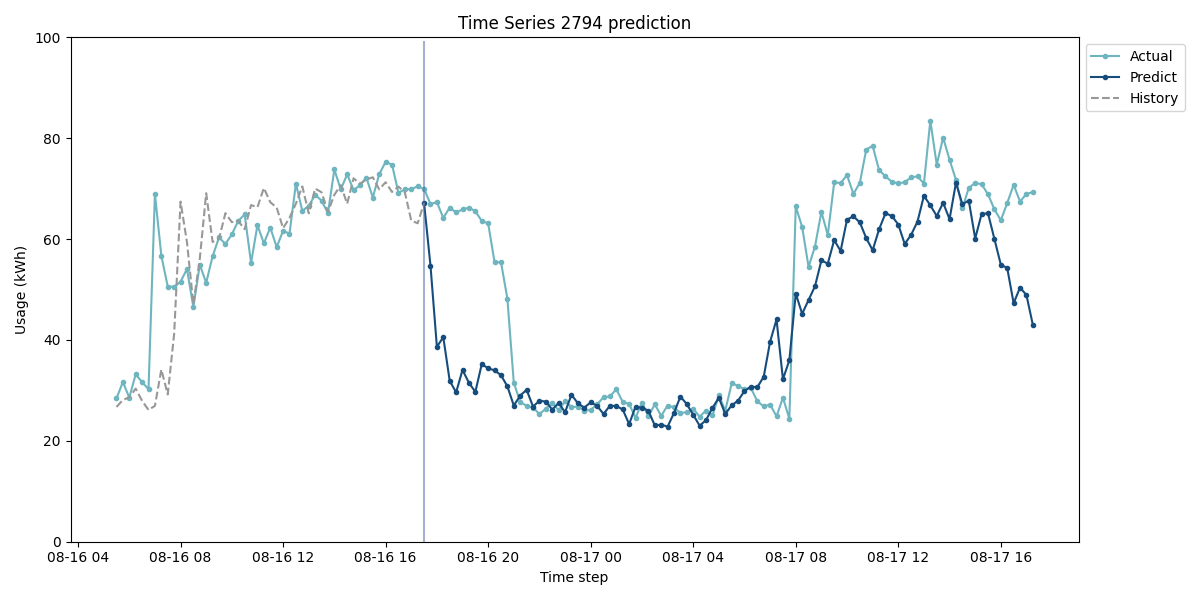 Time Series 2794 prediction
100
80
60
40
20
0
Usage (kWh)
08-16 04 08-16 08 08-16 12 08-16 16 08-16 20 08-17 00 08-17 04 08-17 08 08-17 12 08-17 16
Time step
Actual
Predict
History